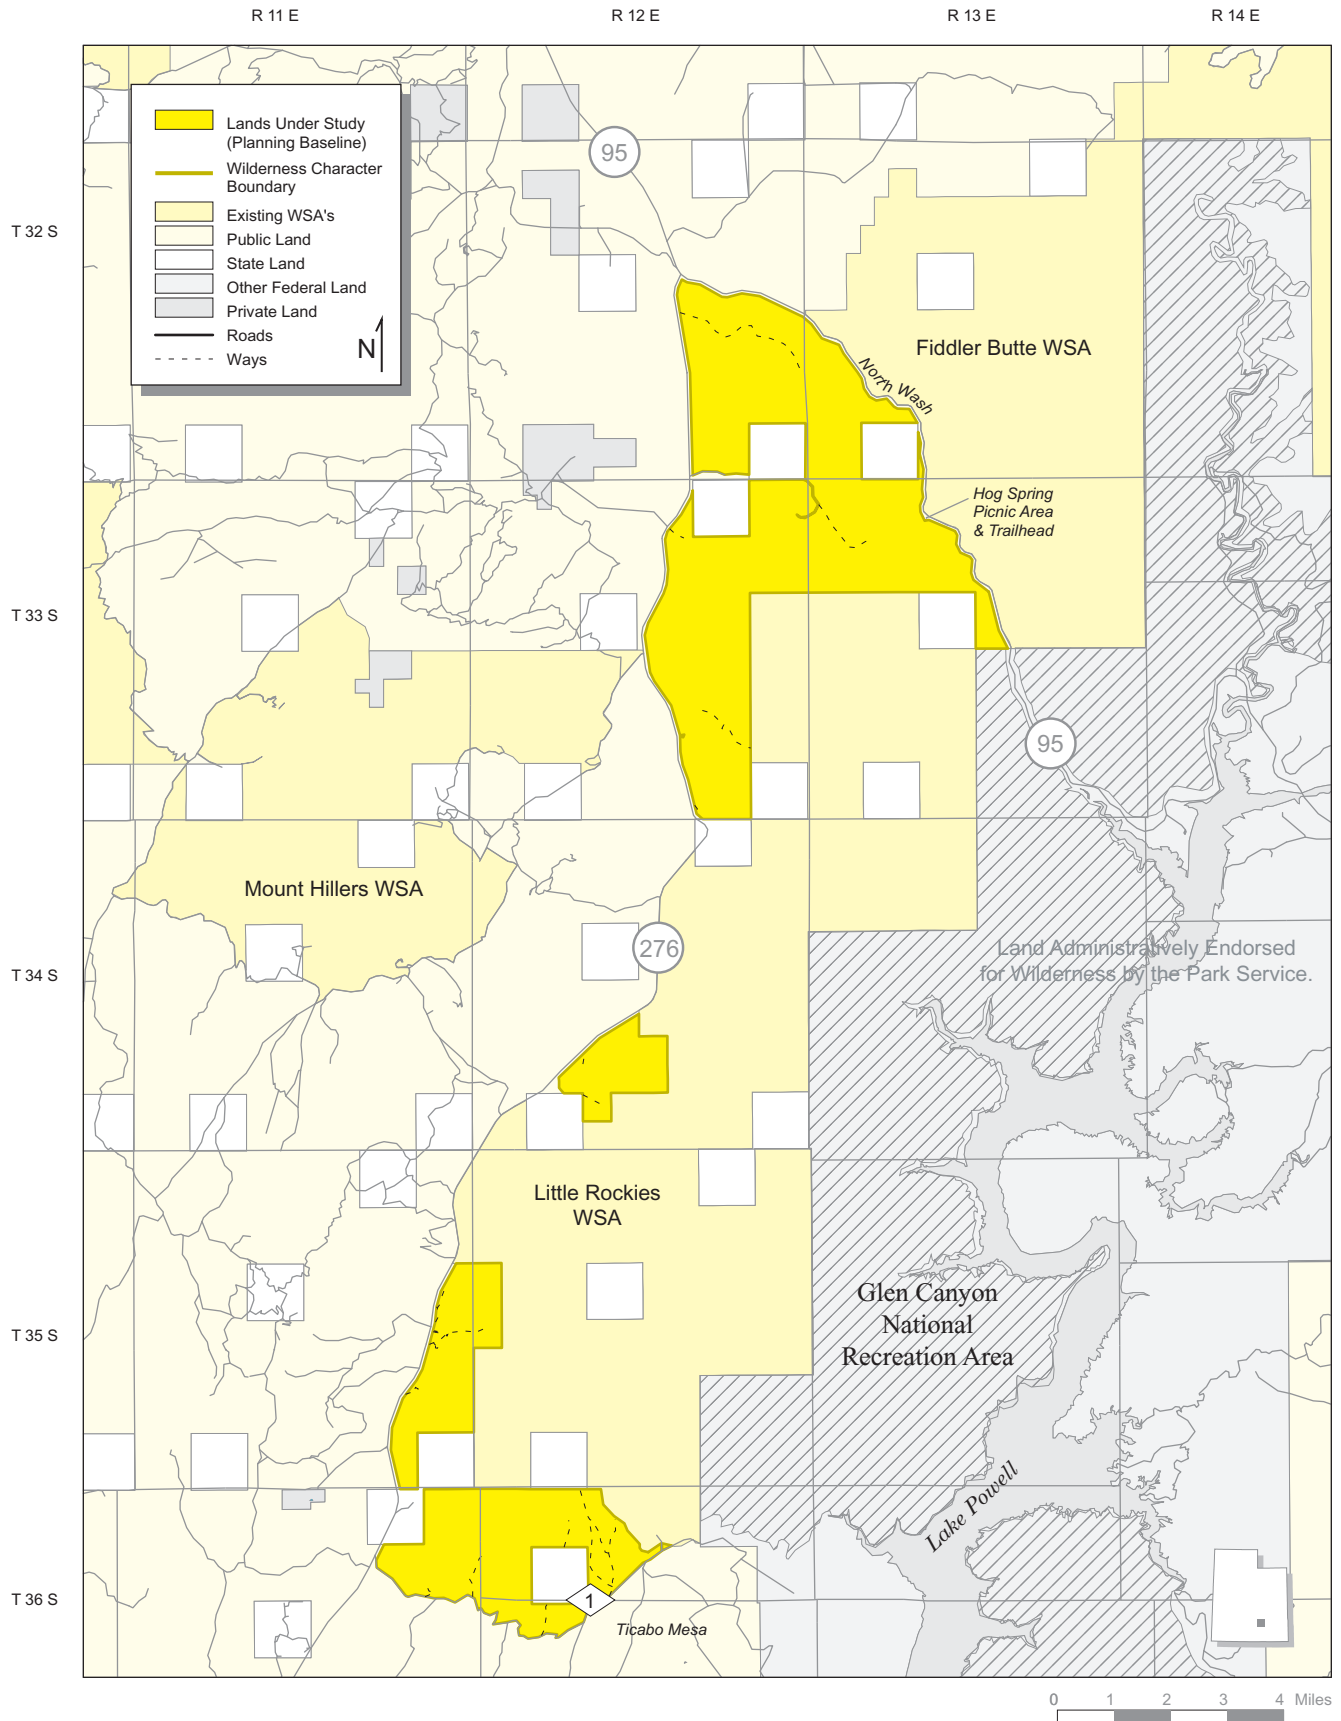 R 11 E
R 12 E
R 13 E
R 14 E
Lands Under Study
(Planning Baseline)
Wilderness Character
Boundary
Existing WSA's
Public Land
State Land
Other Federal Land
Private Land
Roads
Ways
N
95
T 32 S
Fiddler Butte WSA
North Wash
Hog Spring
Picnic Area
& Trailhead
T 33 S
95
Mount Hillers WSA
276
Land Administratively Endorsed
for Wilderness by the Park Service.
T 34 S
Little Rockies
WSA
Glen Canyon
National
Recreation Area
T 35 S
Lake Powell
T 36 S
1
Ticabo Mesa
0 1 2 3 4 Miles